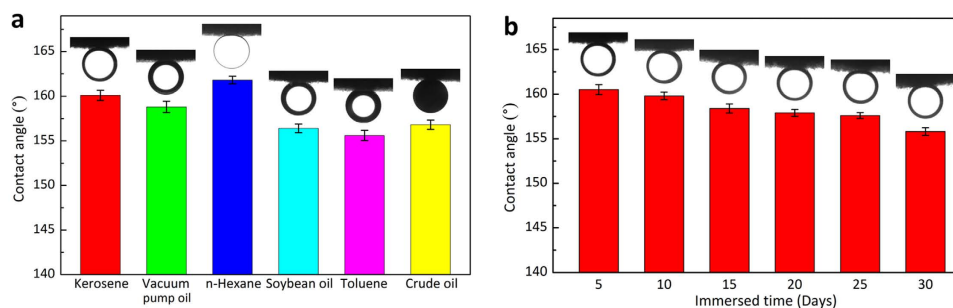 a
Contact angle (°)
165
160
155
150
145
140
Kerosene
Vacuum
pump oil
n-Hexane
Soybean oil
Toluene
Crude oil
b
Contact angle (°)
165
160
155
150
145
140
5 10 15 20 25 30
Immersed time (Days)